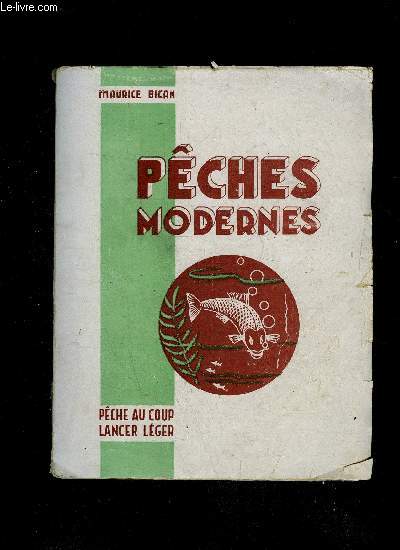 Le-livre.com
MAURICE BICAN
PÊCHES
MODERNES
PÊCHE AU COUP
LANCER LÉGER